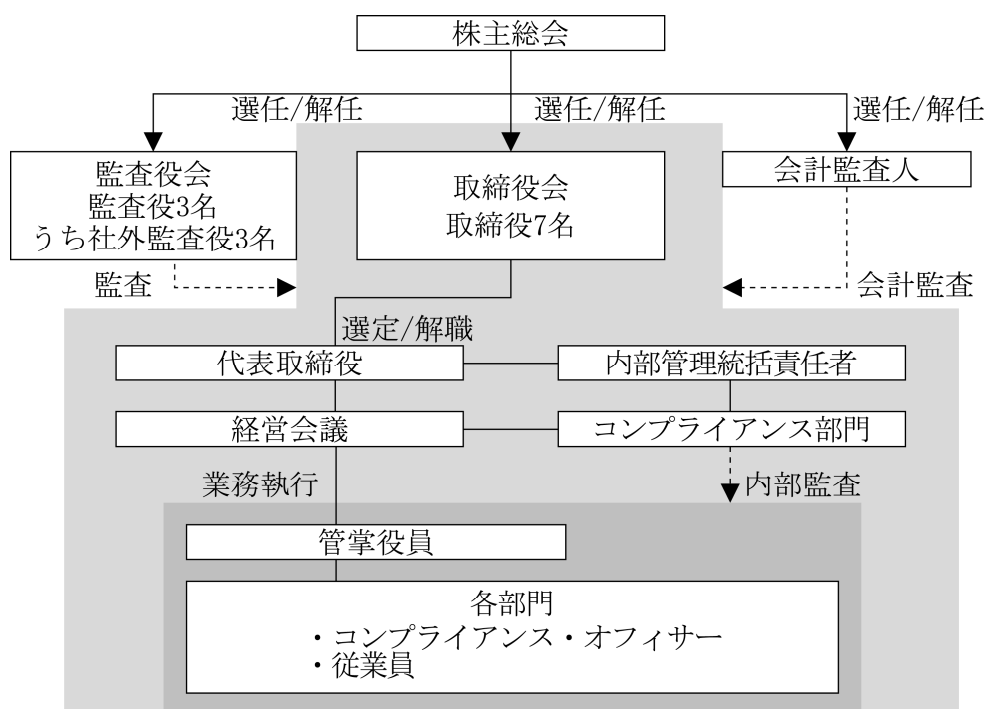 株主総会
選任/解任
選任/解任
選任/解任
監査役会
監査役3名
うち社外監査役3名
取締役会
取締役7名
会計監査人
監査
会計監査
選定/解職
代表取締役
内部管理統括責任者
経営会議
コンプライアンス部門
業務執行
内部監査
管掌役員
各部門
・コンプライアンス・オフィサー
・従業員